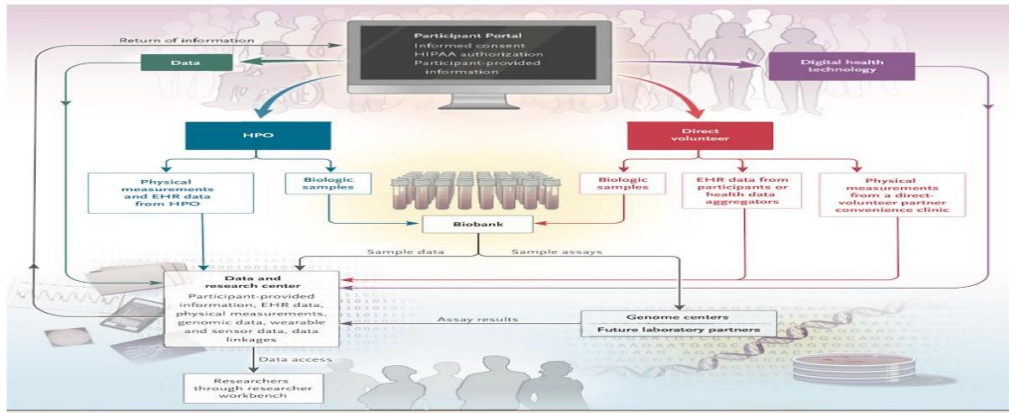 Participant Portal
Informed consent
HIPAA authorization
Participant-provided
information
Return of information
Data
Digital health
technology
HPO
Direct
volunteer
Physical
measurements
and EHR data
from HPO
Biologic
samples
Biologic
samples
EHR data from
participants or
health data
aggregators
Physical
measurements
from a direct-
volunteer partner
convenience clinic
Biobank
Sample data
Sample assays
Data and
research center
Participant-provided
information, EHR data,
physical measurements,
genomic data, wearable
and sensor data, data
linkages
Assay results
Genome centers
Future laboratory partners
Data access
Researchers
through researcher
workbench